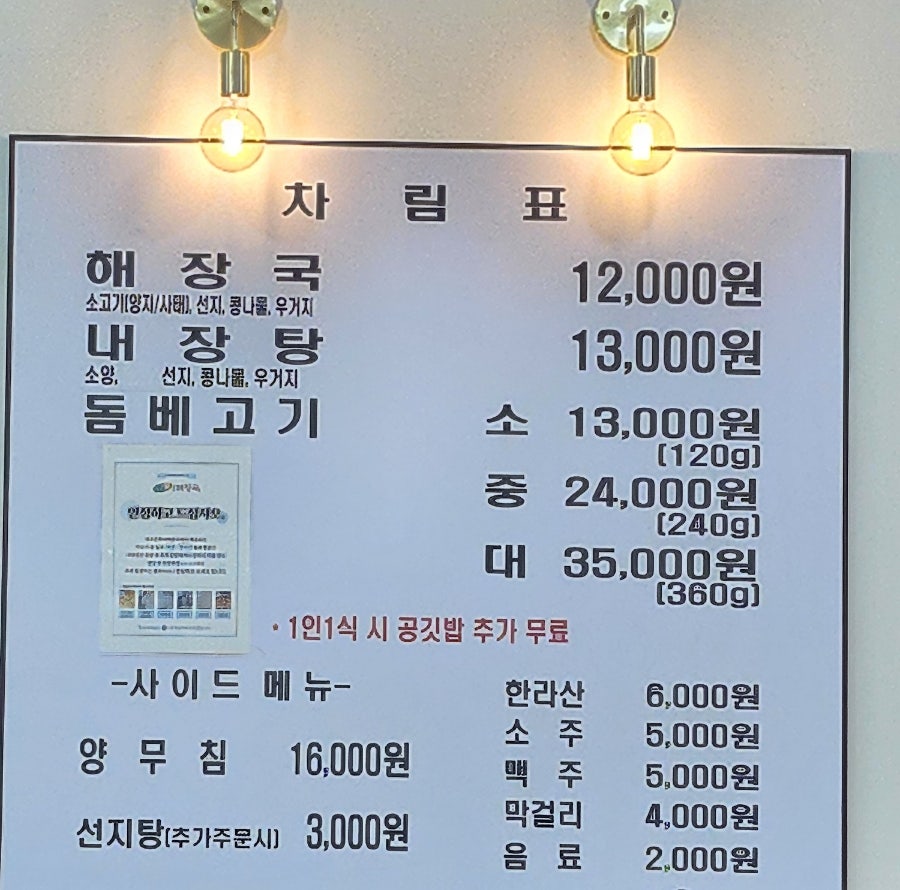 차 림 표
해 장 국 12,000원
소고기(양지/사태), 선지, 콩나물, 우거지
내 장 탕 13,000원
소양, 선지, 콩나물, 우거지
돔 베 고 기 소 13,000원
(120g)
중 24,000원
(240g)
대 35,000원
(360g)
• 1인1식 시 공깃밥 추가 무료
-사 이 드 메 뉴-
양 무 침 16,000원
선지탕(추가주문시) 3,000원
한라산 6,000원
소 주 5,000원
맥 주 5,000원
막걸리 4,000원
음 료 2,000원